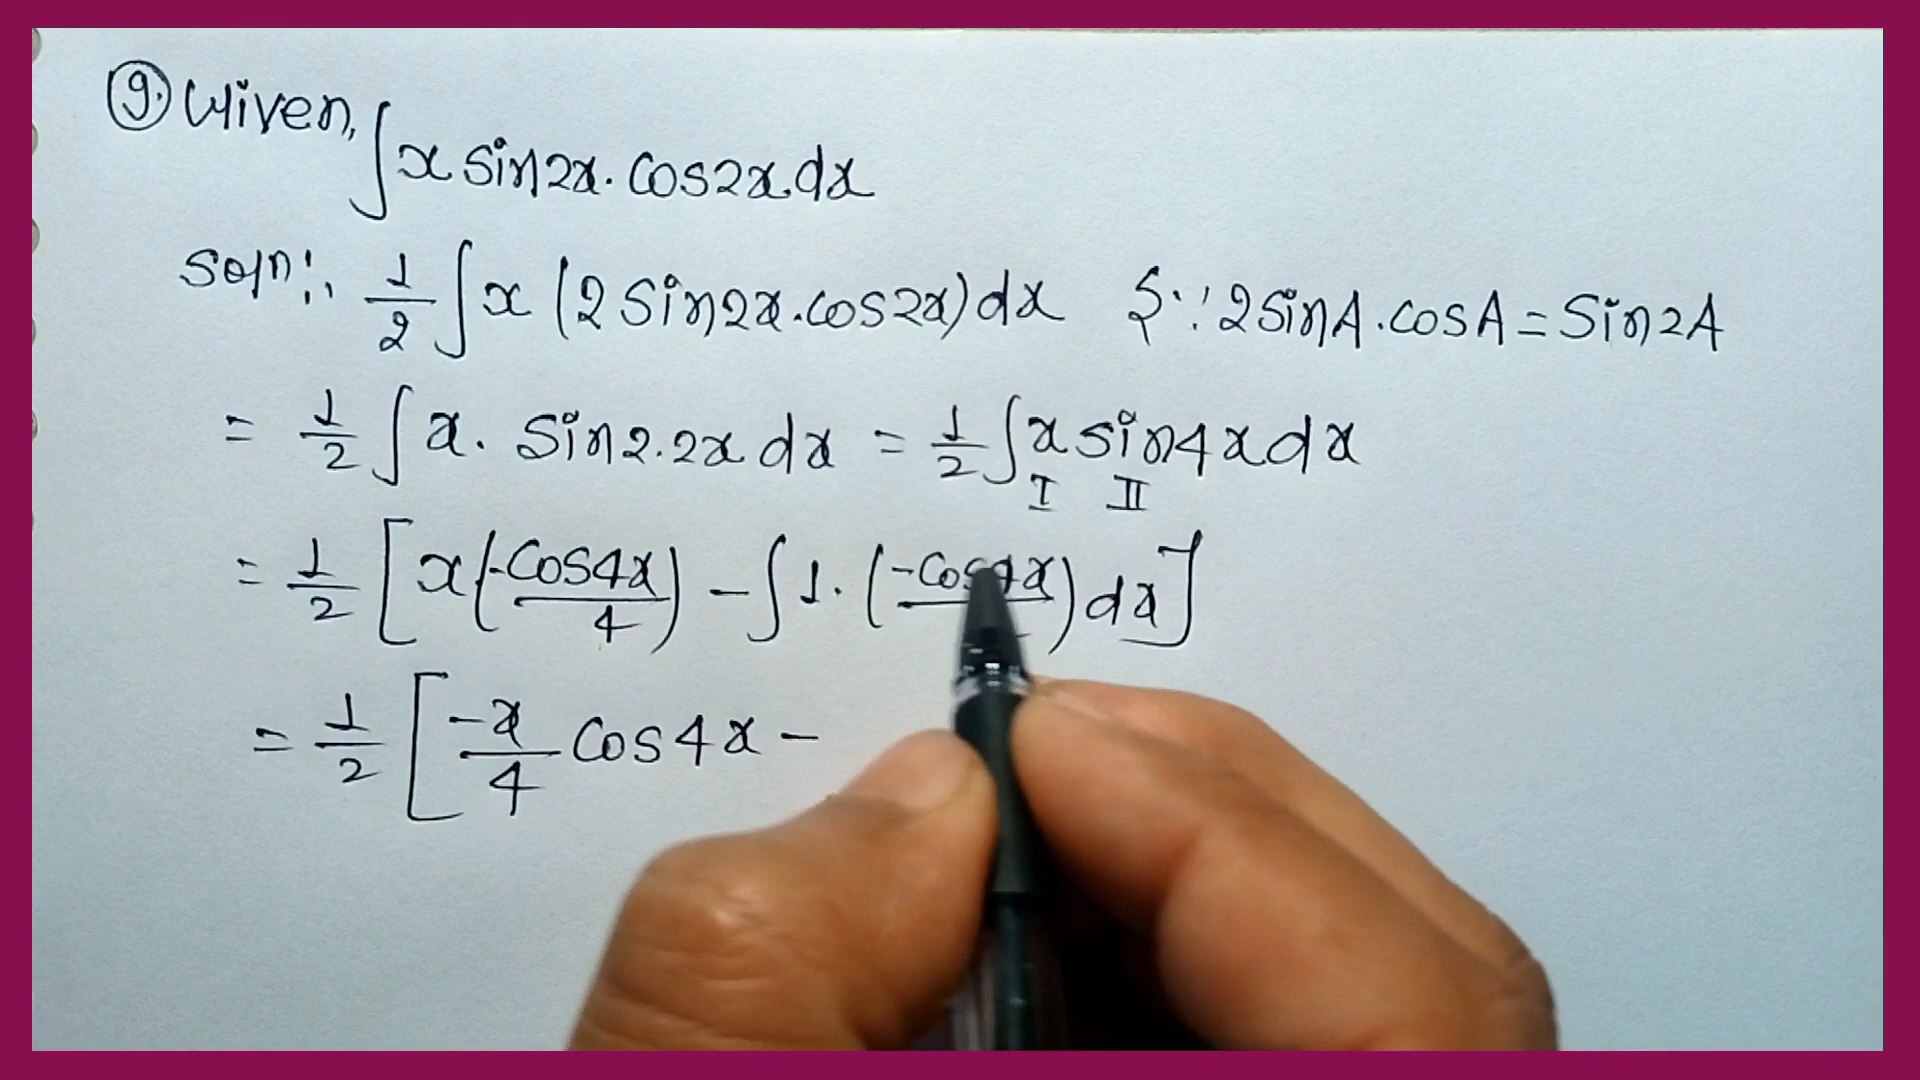 9. Given, ∫x sin2x. cos2x.dx
Soln:. 1/2 ∫x (2 Sin2x.cos2x)dx {∵ 2SinA.cosA = Sin2A
= 1/2 ∫x. Sin2.2x dx = 1/2 ∫x sin4x dx
I II
= 1/2 [x(-cos4x/4) - ∫1. (-cos4x/) dx]
= 1/2 [-x/4 cos4x -